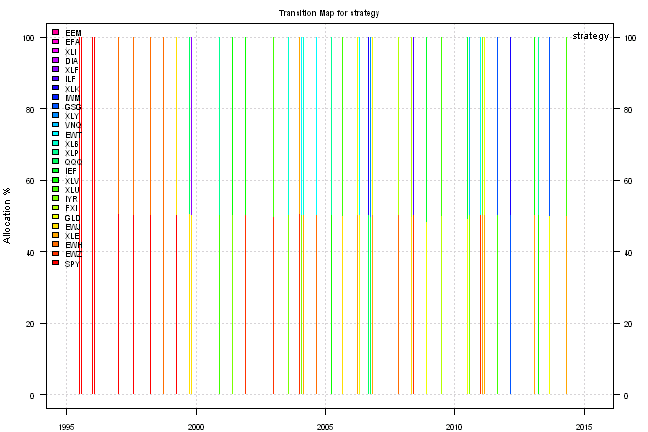 Transition Map for strategy
strategy
Allocation %
100
80
60
40
20
0
100
80
60
40
20
0
EEM
EFA
XLI
DIA
XLF
ILF
XLK
IWM
GSG
XLY
VNQ
EWT
XLB
XLP
QQQ
IEF
XLV
XLU
IYR
FXI
GLD
EWJ
XLE
EWH
EWZ
SPY
1995
2000
2005
2010
2015